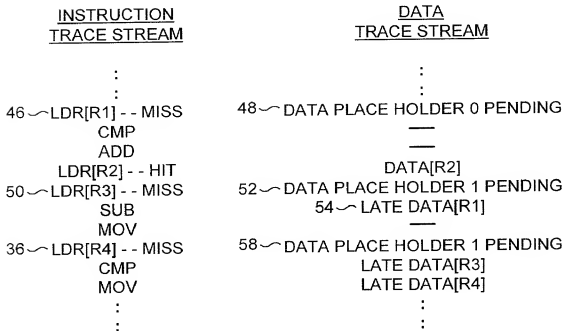 INSTRUCTION
TRACE STREAM
DATA
TRACE STREAM
46 LDR[R1] - - MISS
48 DATA PLACE HOLDER 0 PENDING
CMP
—
ADD
—
LDR[R2] - - HIT
DATA[R2]
50 LDR[R3] - - MISS
52 DATA PLACE HOLDER 1 PENDING
SUB
54 LATE DATA[R1]
MOV
—
36 LDR[R4] - - MISS
58 DATA PLACE HOLDER 1 PENDING
CMP
LATE DATA[R3]
MOV
LATE DATA[R4]